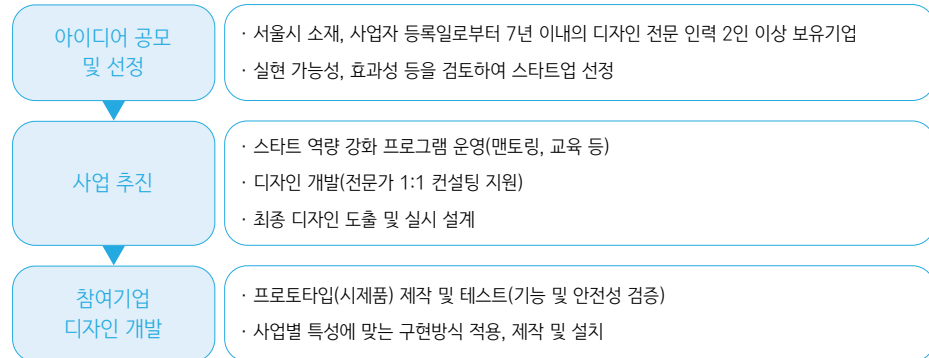 아이디어 공모
및 선정
· 서울시 소재, 사업자 등록일로부터 7년 이내의 디자인 전문 인력 2인 이상 보유기업
· 실현 가능성, 효과성 등을 검토하여 스타트업 선정
사업 추진
· 스타트 역량 강화 프로그램 운영(맨토링, 교육 등)
· 디자인 개발(전문가 1:1 컨설팅 지원)
· 최종 디자인 도출 및 실시 설계
참여기업
디자인 개발
· 프로토타입(시제품) 제작 및 테스트(기능 및 안전성 검증)
· 사업별 특성에 맞는 구현방식 적용, 제작 및 설치